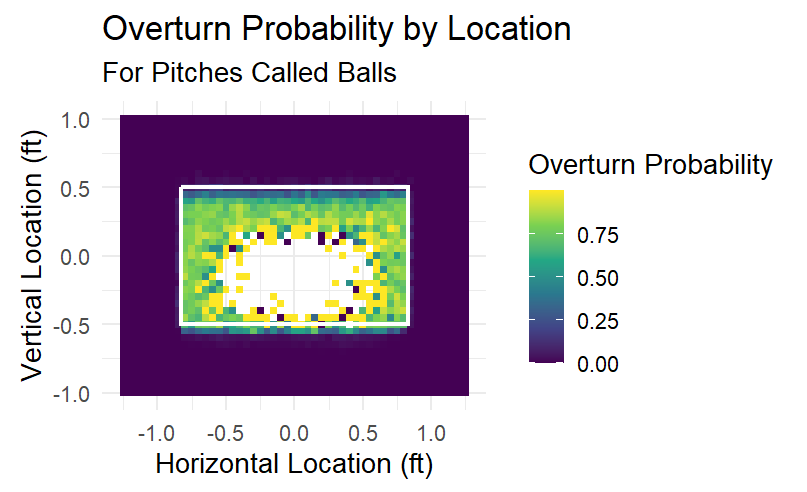 Overturn Probability by Location
For Pitches Called Balls
Vertical Location (ft)
1.0
0.5
0.0
-0.5
-1.0
-1.0 -0.5 0.0 0.5 1.0
Horizontal Location (ft)
Overturn Probability
0.75
0.50
0.25
0.00